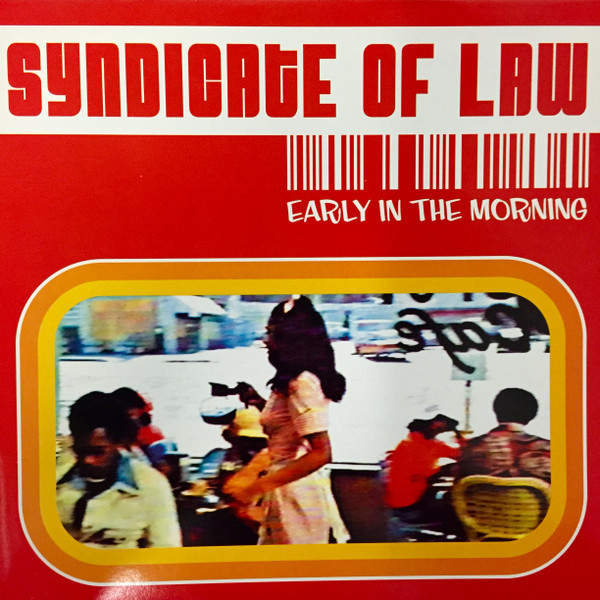 SYNDICATE OF LAW
EARLY IN THE MORNING
Cafe